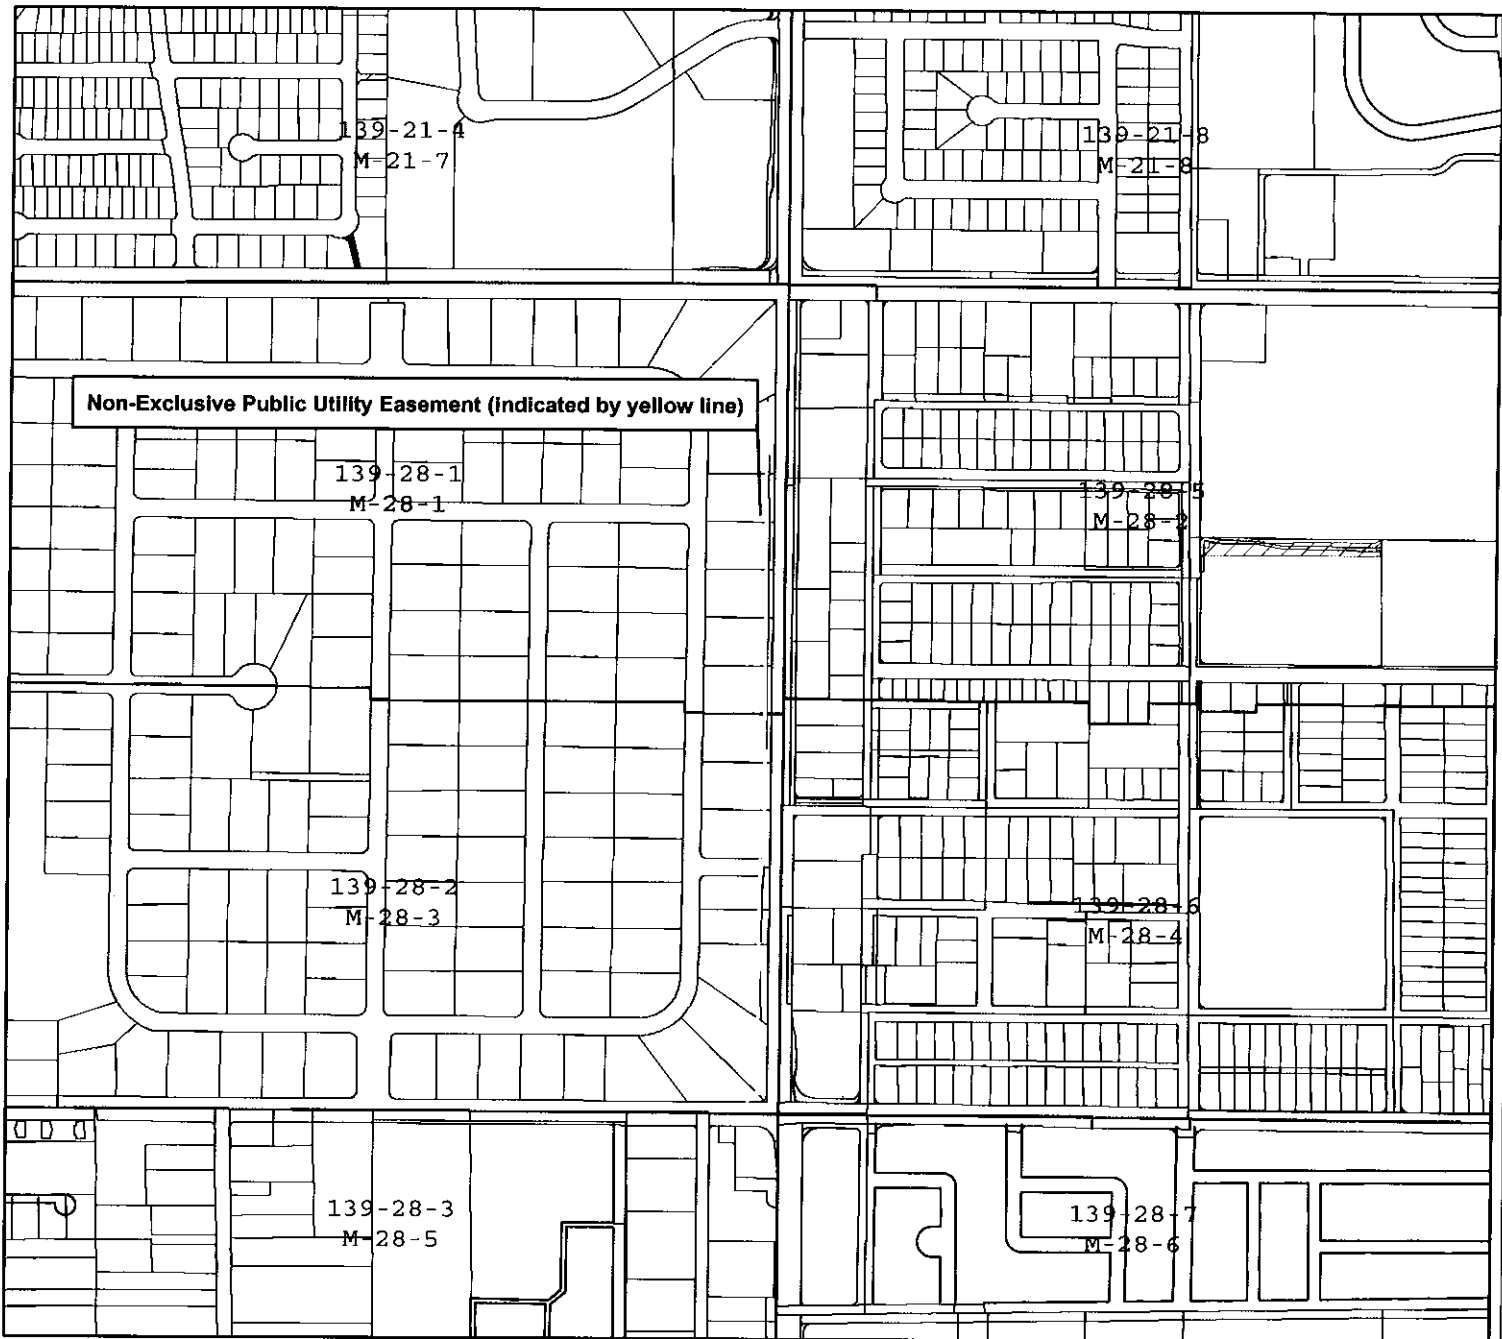 139-21-4
M-21-7
139-21-8
M-21-8
Non-Exclusive Public Utility Easement (indicated by yellow line)
139-28-1
M-28-1
139-28-5
M-28-2
139-28-2
M-28-3
139-28-6
M-28-4
139-28-3
M-28-5
139-28-7
M-28-6